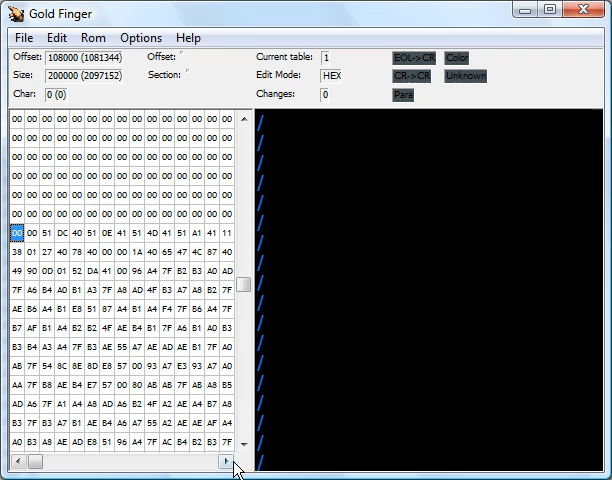 Gold Finger
File Edit Rom Options Help
Offset: 108000 (1081344) Offset: Current table: 1 EOL->CR Color
Size: 200000 (2097152) Section: Edit Mode: HEX CR->CR Unknown
Char: 0 (0) Changes: 0 Para
00 00 00 00 00 00 00 00 00 00 00 00 00 00 00
00 00 00 00 00 00 00 00 00 00 00 00 00 00 00
00 00 00 00 00 00 00 00 00 00 00 00 00 00 00
00 00 00 00 00 00 00 00 00 00 00 00 00 00 00
00 00 00 00 00 00 00 00 00 00 00 00 00 00 00
00 00 00 00 00 00 00 00 00 00 00 00 00 00 00
00 00 51 DC 40 51 0E 41 51 4D 41 51 A1 41 11
38 01 27 40 78 40 00 00 1A 40 65 47 4C 87 40
49 90 0D 01 52 DA 41 00 96 A4 7F B2 B3 A0 AD
7F A6 B4 A0 B1 A3 7F A8 AD 4F B3 A7 A8 B2 7F
AE B6 A4 B1 E8 51 87 A4 B1 A4 F4 7F B6 A4 7F
B7 AF B1 A4 B2 B2 4F AE B4 B1 7F A6 B1 A0 B3
B3 B4 A3 A4 7F B3 AE 55 A7 AE AD AE B1 7F A0
AB 7F 54 8C 8E 8D E8 57 00 93 A7 E3 93 A7 A0
AA 7F B8 AE B4 E7 57 00 80 AB AB 7F AB A8 B5
AD A6 7F A1 A4 A8 AD A6 B2 4F A2 AE A4 B7 A8
B3 7F B3 A7 B1 AE B4 A6 A7 55 A2 AE AE AF A4
A0 B3 A8 AE AD E8 51 96 A4 7F AC B4 B2 B3 7F